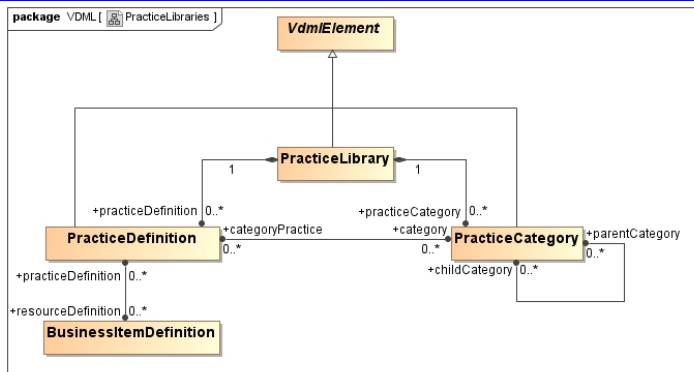 package VDML [ PracticeLibraries ]
VdmlElement
PracticeLibrary
1
1
+practiceDefinition 0..*
+practiceCategory 0..*
PracticeDefinition
+categoryPractice
0..*
+category
0..*
PracticeCategory
+parentCategory
0..*
+practiceDefinition 0..*
+childCategory 0..*
+resourceDefinition 0..*
BusinessItemDefinition